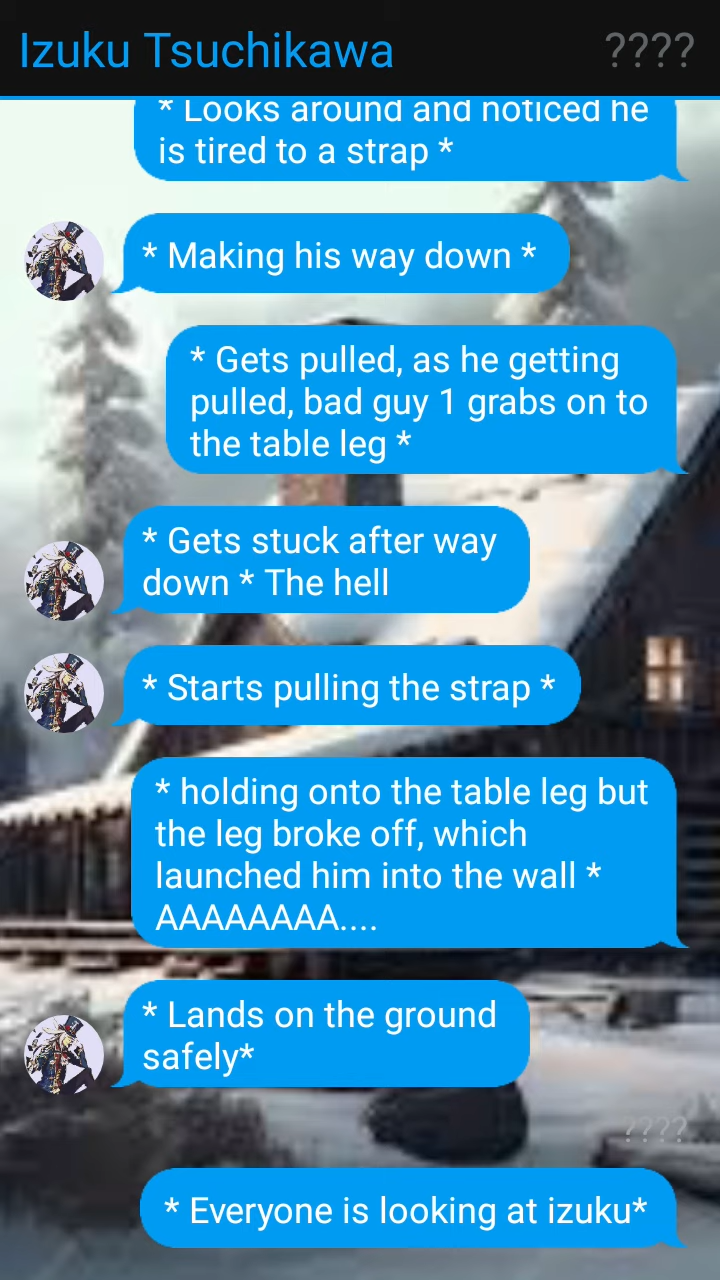 Izuku Tsuchikawa
????
* Looks around and noticed he
is tired to a strap *
* Making his way down *
* Gets pulled, as he getting
pulled, bad guy 1 grabs on to
the table leg *
* Gets stuck after way
down * The hell
* Starts pulling the strap *
* holding onto the table leg but
the leg broke off, which
launched him into the wall *
AAAAAAAA....
* Lands on the ground
safely*
????
* Everyone is looking at izuku*